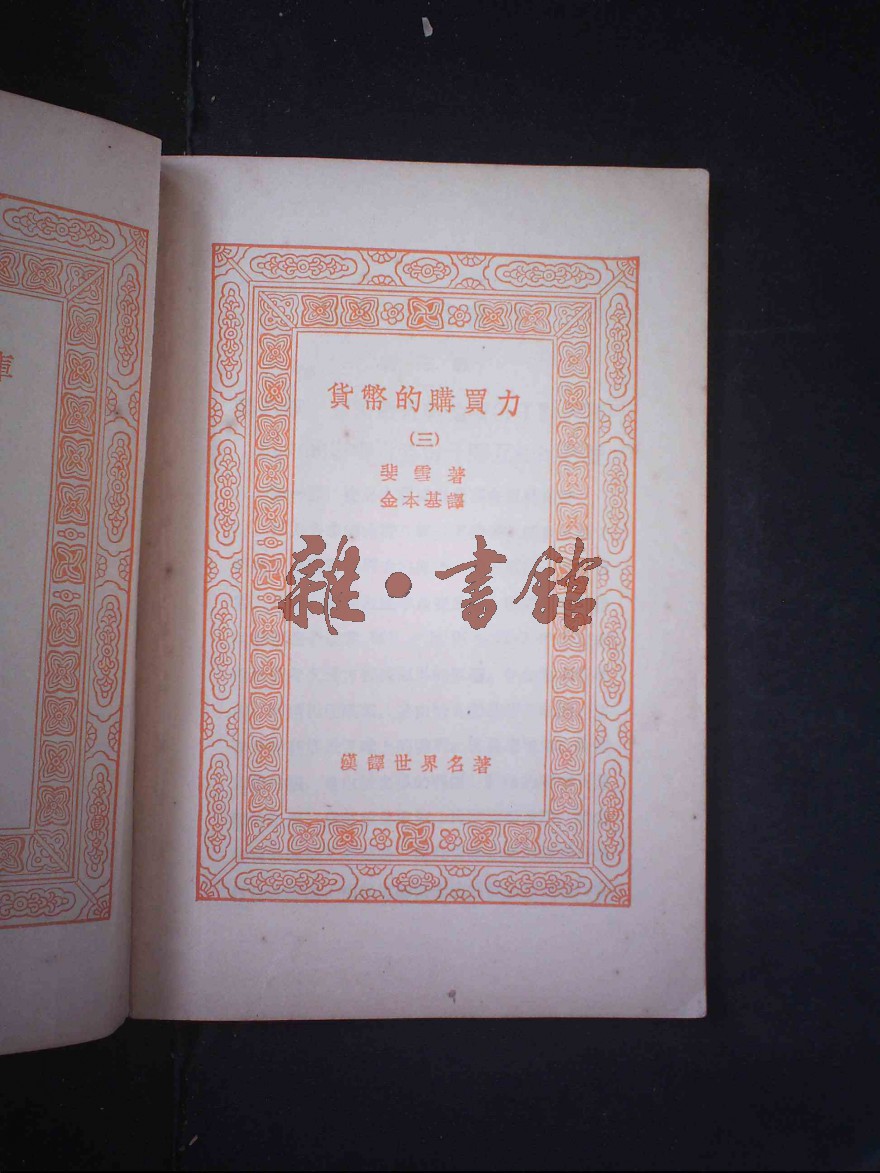 貨幣的購買力
(三)
斐雪著
金本基譯
雜·書館
漢譯世界名著
庫